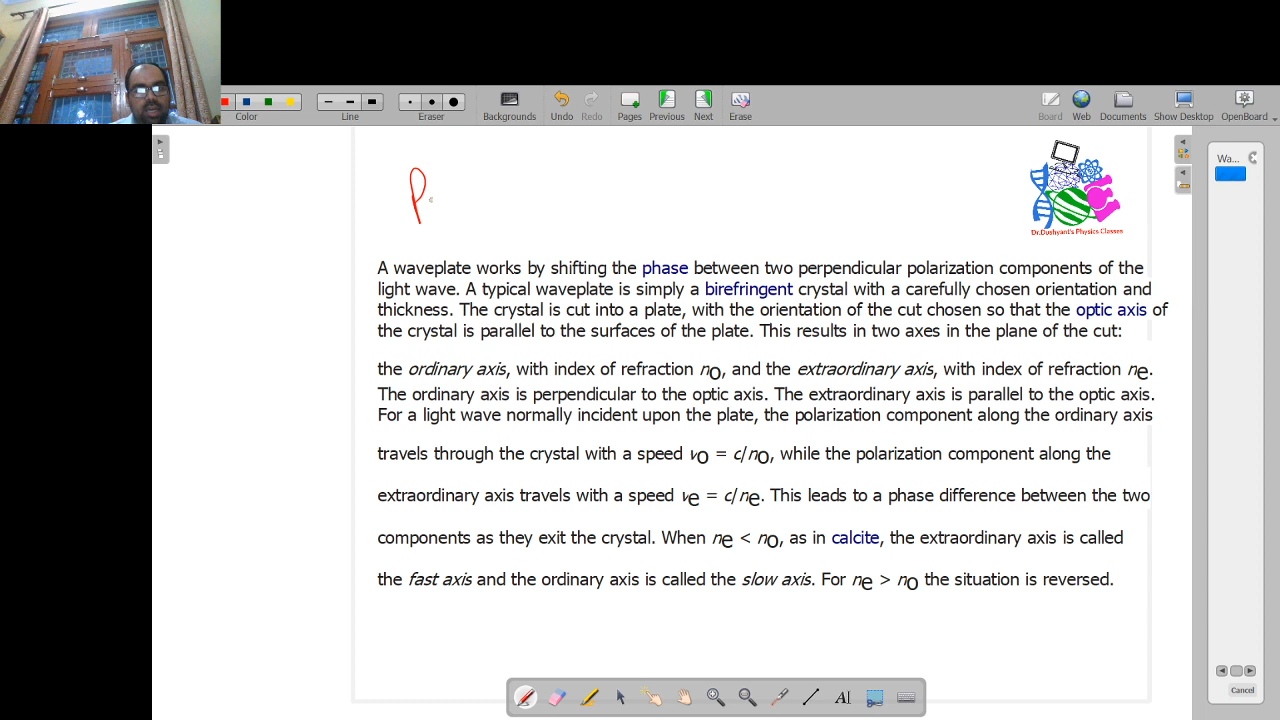 Color
Line
Eraser
Backgrounds
Undo
Redo
Pages
Previous
Next
Erase
Board
Web
Documents
Show Desktop
OpenBoard
Wa...
P
Dr.Dushyant's Physics Classes
A waveplate works by shifting the phase between two perpendicular polarization components of the
light wave. A typical waveplate is simply a birefringent crystal with a carefully chosen orientation and
thickness. The crystal is cut into a plate, with the orientation of the cut chosen so that the optic axis of
the crystal is parallel to the surfaces of the plate. This results in two axes in the plane of the cut:
the ordinary axis, with index of refraction no, and the extraordinary axis, with index of refraction ne.
The ordinary axis is perpendicular to the optic axis. The extraordinary axis is parallel to the optic axis.
For a light wave normally incident upon the plate, the polarization component along the ordinary axis
travels through the crystal with a speed vo = c/no, while the polarization component along the
extraordinary axis travels with a speed ve = c/ne. This leads to a phase difference between the two
components as they exit the crystal. When ne < no, as in calcite, the extraordinary axis is called
the fast axis and the ordinary axis is called the slow axis. For ne > no the situation is reversed.
Cancel
AI